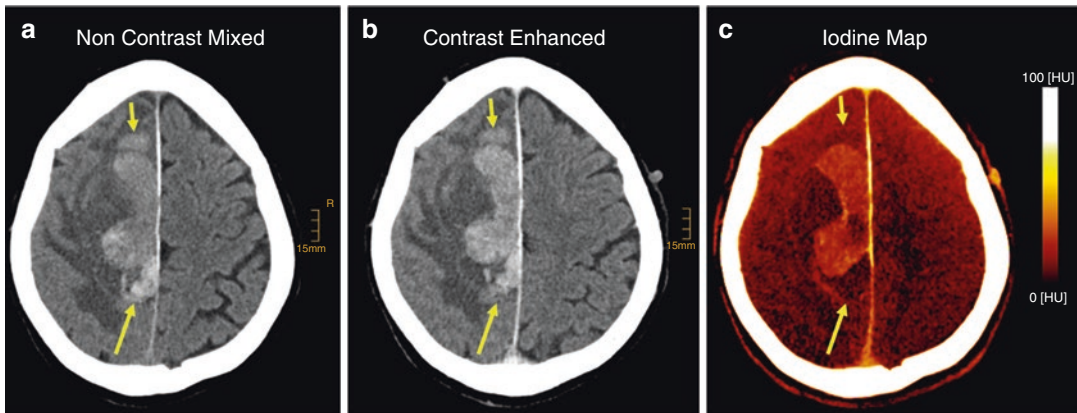 a Non Contrast Mixed
b Contrast Enhanced
c Iodine Map
100 [HU]
R
15mm
15mm
0 [HU]